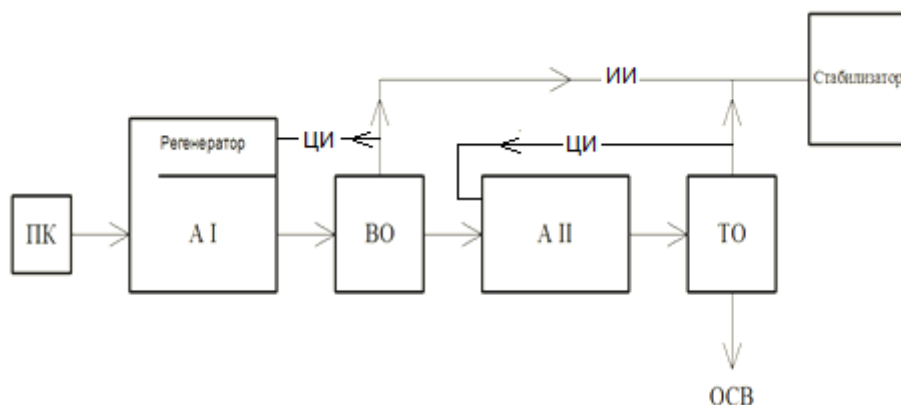 ИИ
Стабилизатор
Регенератор
ЦИ
ЦИ
ПК
А I
ВО
А II
ТО
ОСВ